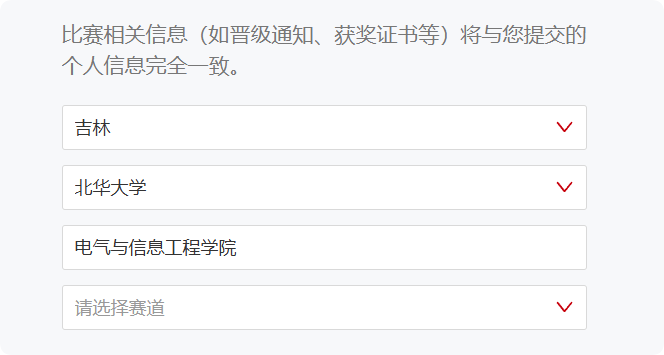 比赛相关信息（如晋级通知、获奖证书等）将与您提交的
个人信息完全一致。
吉林
北华大学
电气与信息工程学院
请选择赛道